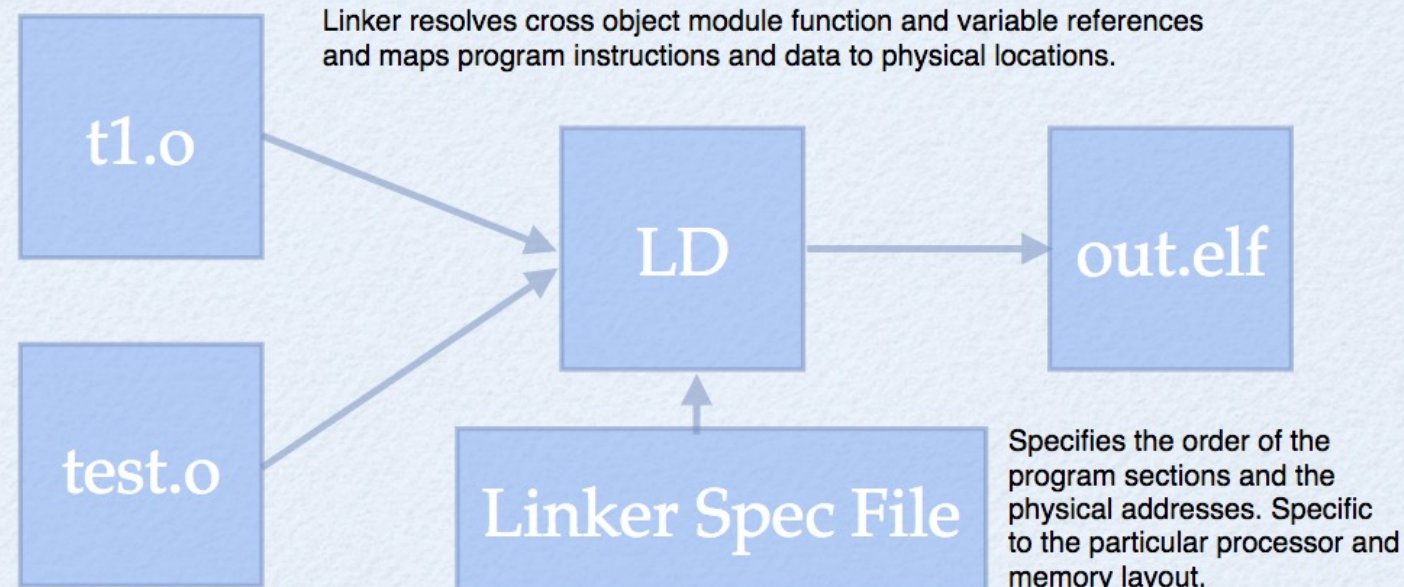 Linker resolves cross object module function and variable references
and maps program instructions and data to physical locations.
t1.o
LD
out.elf
test.o
Linker Spec File
Specifies the order of the
program sections and the
physical addresses. Specific
to the particular processor and
memory layout.